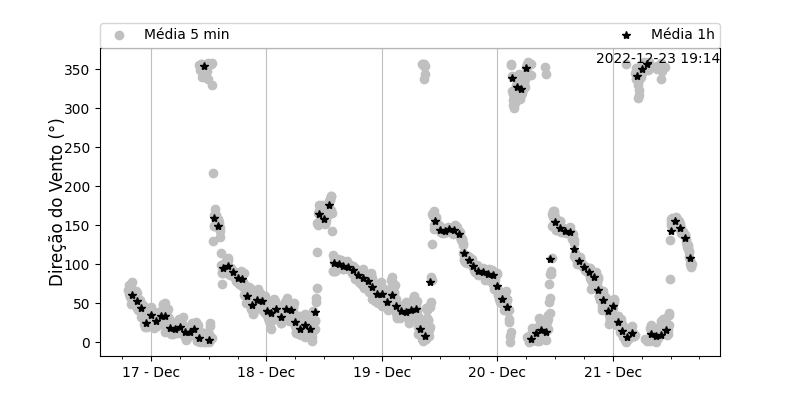 Média 5 min
Média 1h
2022-12-23 19:14
Direção do Vento (°)
350
300
250
200
150
100
50
0
17 - Dec
18 - Dec
19 - Dec
20 - Dec
21 - Dec